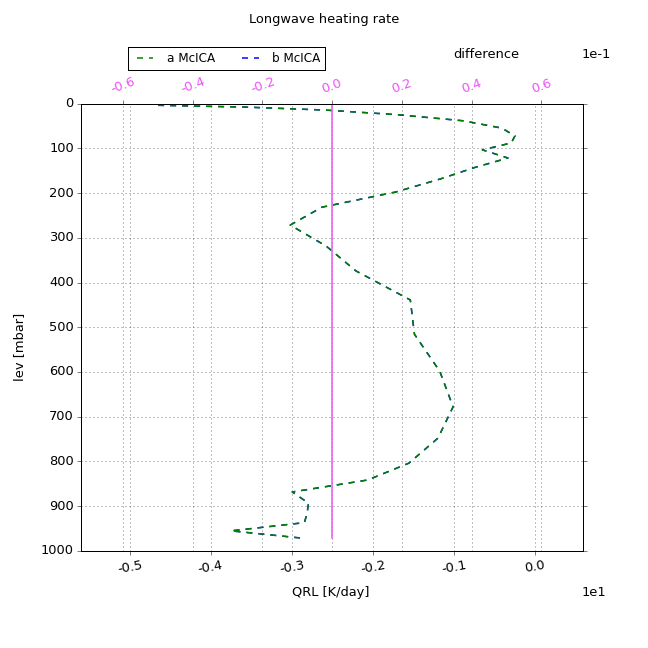 Longwave heating rate
a McICA b McICA
difference 1e-1
-0.6 -0.4 -0.2 0.0 0.2 0.4 0.6
0
100
200
300
400
500
600
700
800
900
1000
lev [mbar]
-0.5 -0.4 -0.3 -0.2 -0.1 0.0
QRL [K/day] 1e1